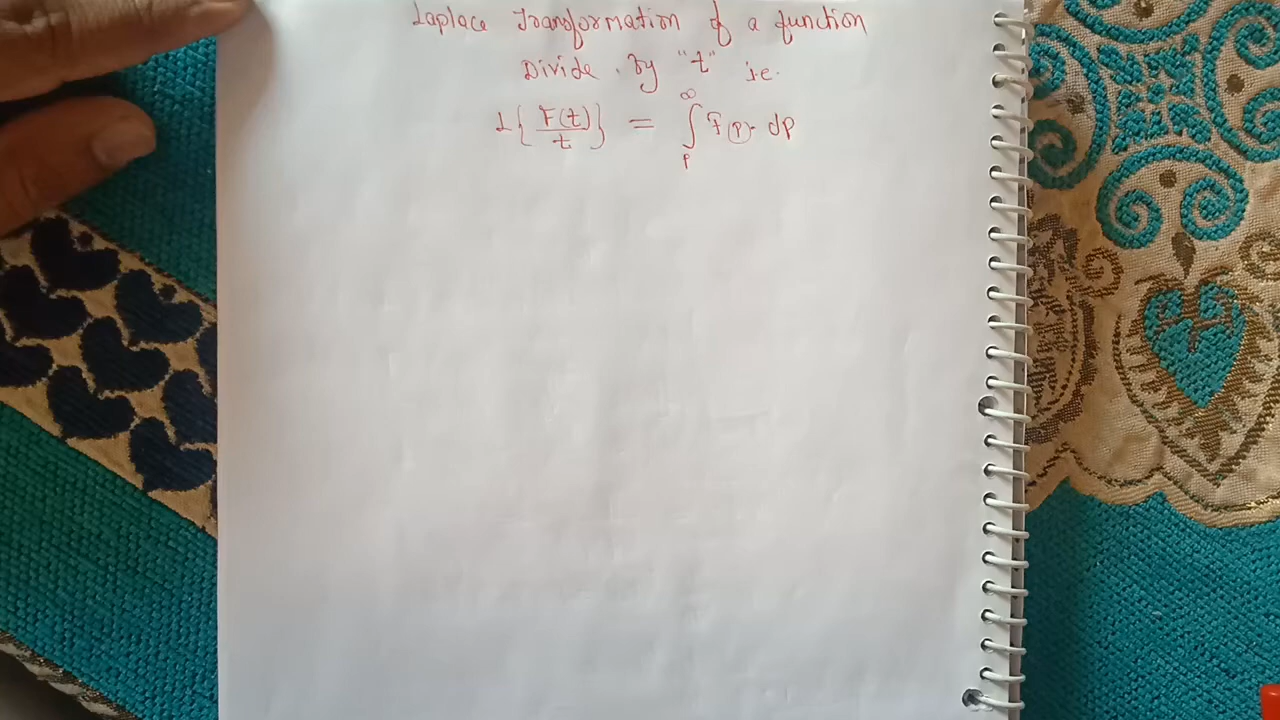 Laplace Transformation of a function
Divide by "t" i.e.
L{F(t)/t} = ∫_p^∞ F(p). dp